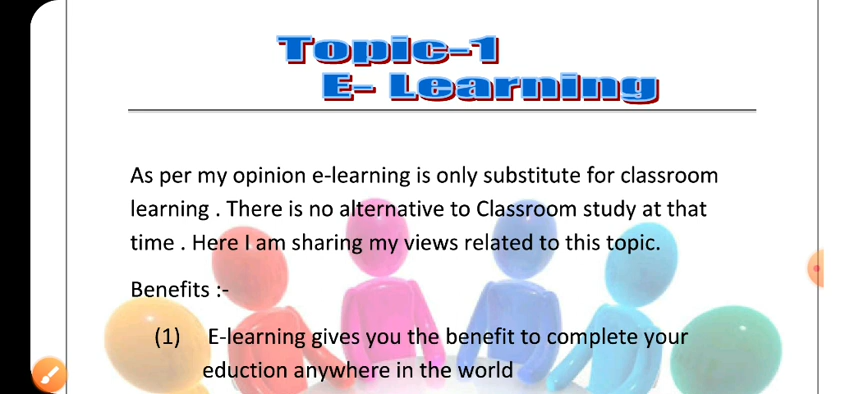 Topic-1
E- Learning
As per my opinion e-learning is only substitute for classroom
learning . There is no alternative to Classroom study at that
time . Here I am sharing my views related to this topic.
Benefits :-
(1) E-learning gives you the benefit to complete your
eduction anywhere in the world